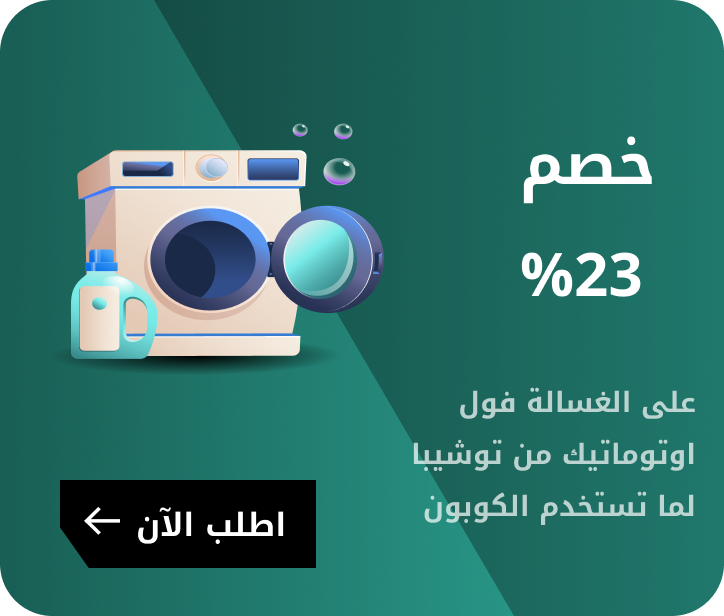 خصم
%23
على الغسالة فول
اوتوماتيك من توشيبا
لما تستخدم الكوبون
اطلب الآن